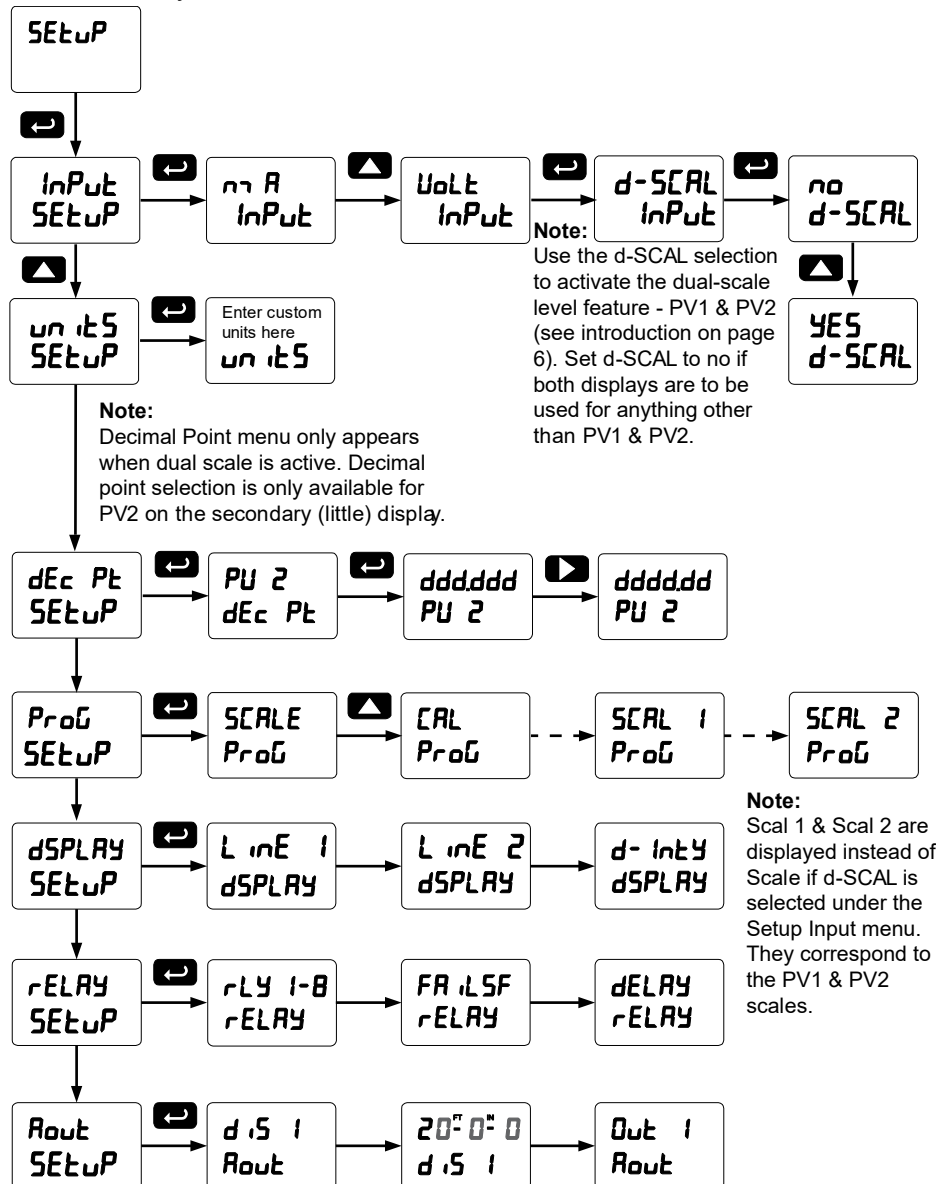 SEtuP
InPut
SEtuP
mA
InPut
VoLt
InPut
d-SCAL
InPut
no
d-SCAL
YES
d-SCAL
Note:
Use the d-SCAL selection
to activate the dual-scale
level feature - PV1 & PV2
(see introduction on page
6). Set d-SCAL to no if
both displays are to be
used for anything other
than PV1 & PV2.
unitS
SEtuP
Enter custom
units here
unitS
Note:
Decimal Point menu only appears
when dual scale is active. Decimal
point selection is only available for
PV2 on the secondary (little) display.
dEc Pt
SEtuP
PV 2
dEc Pt
ddd.ddd
PV 2
dddd.dd
PV 2
ProG
SEtuP
SCALE
ProG
CAL
ProG
SCAL 1
ProG
SCAL 2
ProG
Note:
Scal 1 & Scal 2 are
displayed instead of
Scale if d-SCAL is
selected under the
Setup Input menu.
They correspond to
the PV1 & PV2
scales.
dSPLAY
SEtuP
LinE 1
dSPLAY
LinE 2
dSPLAY
d-IntY
dSPLAY
rELAY
SEtuP
rLY 1-8
rELAY
FAiLSF
rELAY
dELAY
rELAY
Aout
SEtuP
diS 1
Aout
20 FT 0 IN 0
diS 1
Out 1
Aout